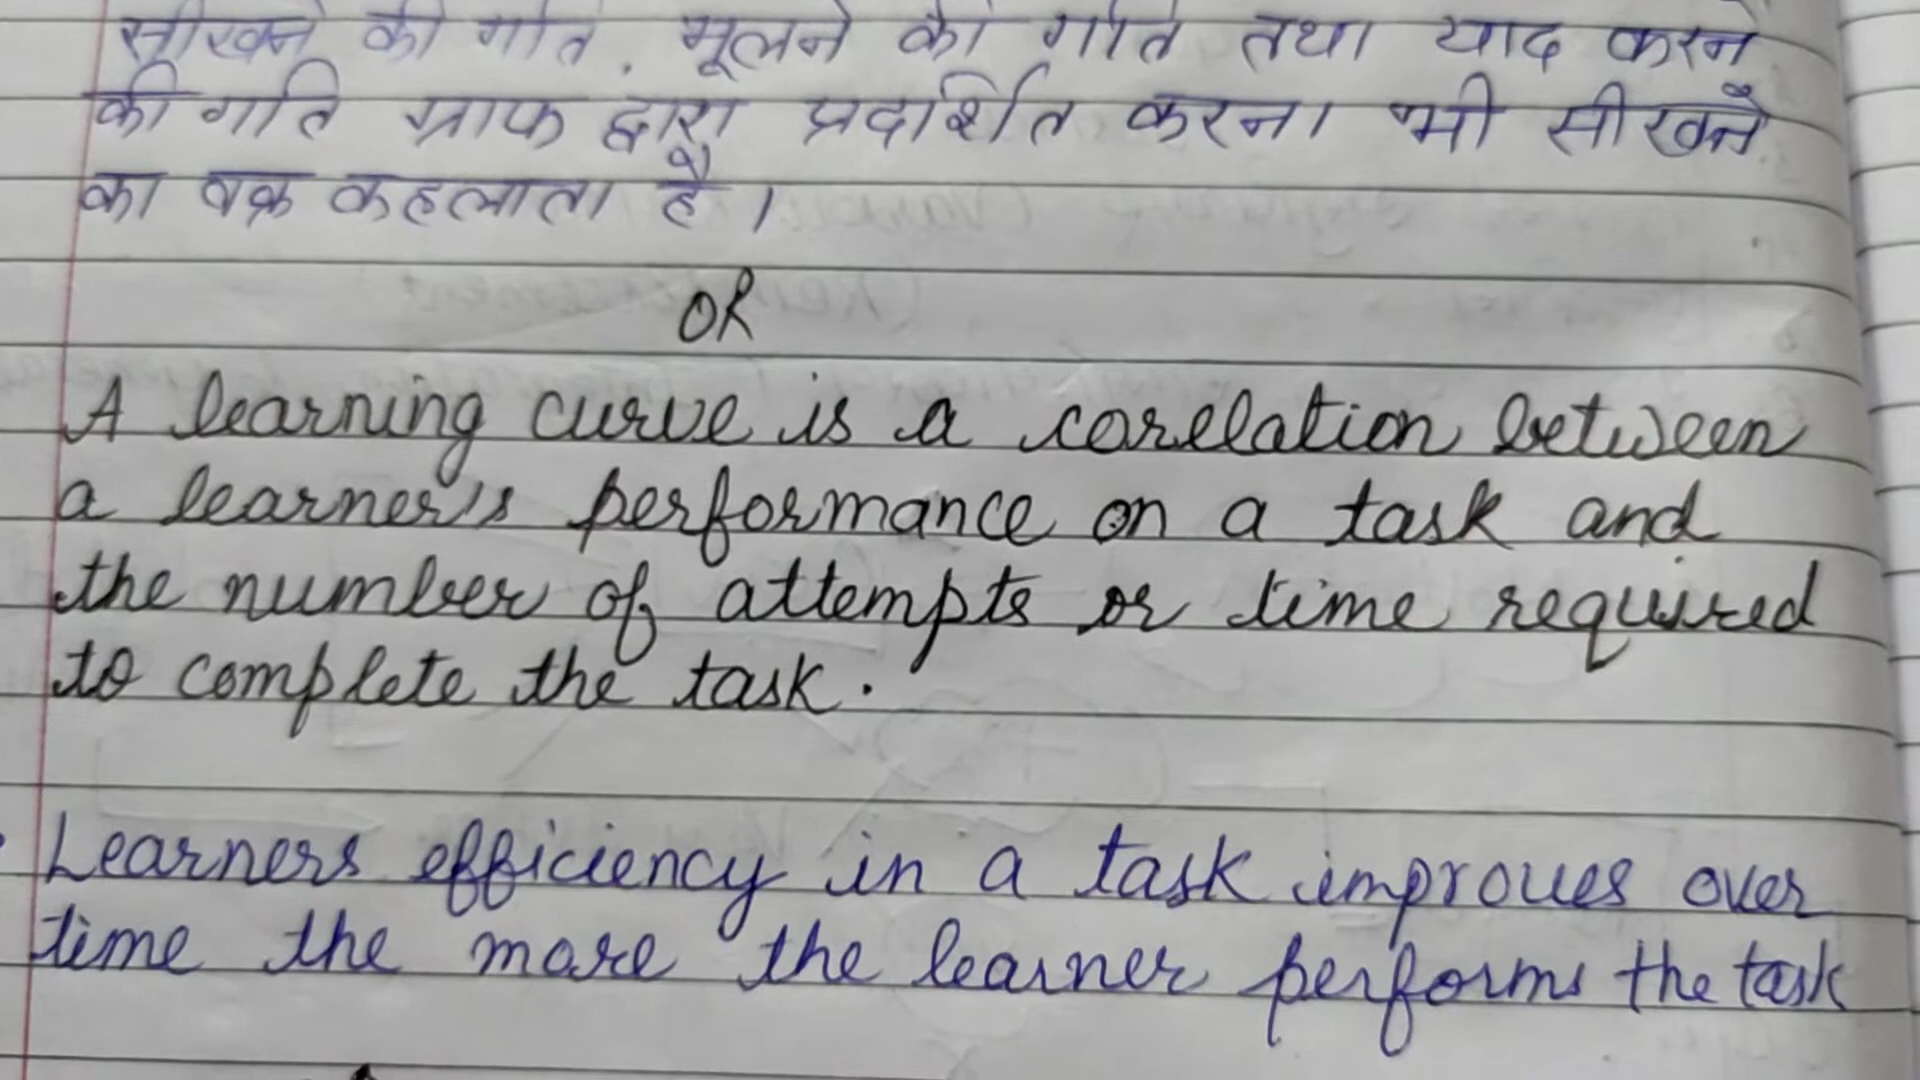 सीखने की गति, भूलने की गति तथा याद करने
की गति ग्राफ द्वारा प्रदर्शित करना भी सीखने
का वक्र कहलाता है।
OR
A learning curve is a corelation between
a learner's performance on a task and
the number of attempts or time required
to complete the task.
Learners efficiency in a task improves over
time the more the learner performs the task